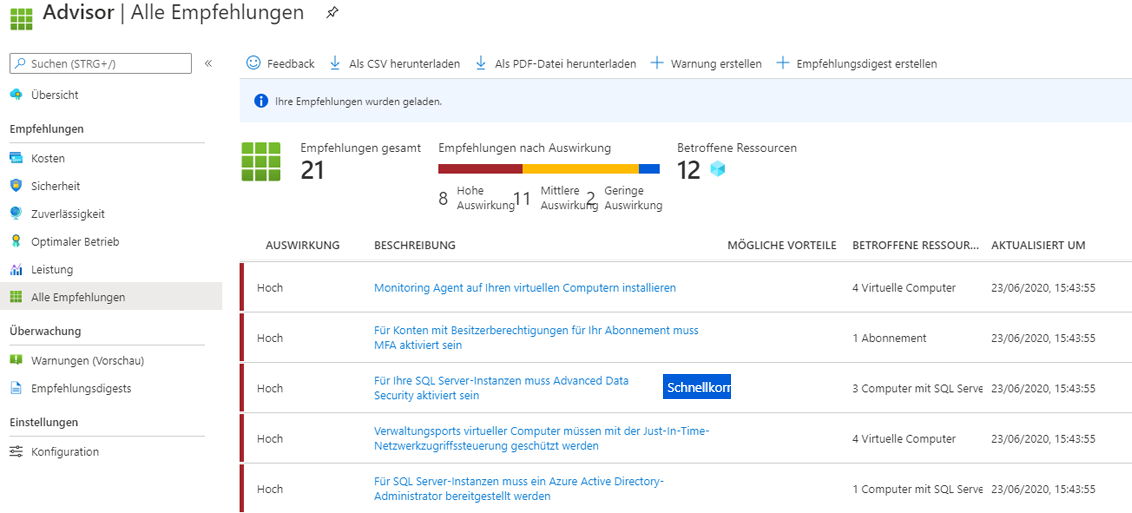 Advisor | Alle Empfehlungen
Suchen (STRG+/)
«
Feedback
Als CSV herunterladen
Als PDF-Datei herunterladen
Warnung erstellen
Empfehlungsdigest erstellen
Übersicht
Empfehlungen
Kosten
Sicherheit
Zuverlässigkeit
Optimaler Betrieb
Leistung
Alle Empfehlungen
Überwachung
Warnungen (Vorschau)
Empfehlungsdigests
Einstellungen
Konfiguration
Ihre Empfehlungen wurden geladen.
Empfehlungen gesamt
21
Empfehlungen nach Auswirkung
8 Hohe
Auswirkung
11 Mittlere
Auswirkung
2 Geringe
Auswirkung
Betroffene Ressourcen
12
AUSWIRKUNG BESCHREIBUNG MÖGLICHE VORTEILE BETROFFENE RESSOUR... AKTUALISIERT UM
Hoch
Monitoring Agent auf Ihren virtuellen Computern installieren
4 Virtuelle Computer
23/06/2020, 15:43:55
Hoch
Für Konten mit Besitzerberechtigungen für Ihr Abonnement muss
MFA aktiviert sein
1 Abonnement
23/06/2020, 15:43:55
Hoch
Für Ihre SQL Server-Instanzen muss Advanced Data
Security aktiviert sein
Schnellkorr
3 Computer mit SQL Serve
23/06/2020, 15:43:55
Hoch
Verwaltungsports virtueller Computer müssen mit der Just-In-Time-
Netzwerkzugriffssteuerung geschützt werden
4 Virtuelle Computer
23/06/2020, 15:43:55
Hoch
Für SQL Server-Instanzen muss ein Azure Active Directory-
Administrator bereitgestellt werden
1 Computer mit SQL Serve
23/06/2020, 15:43:55